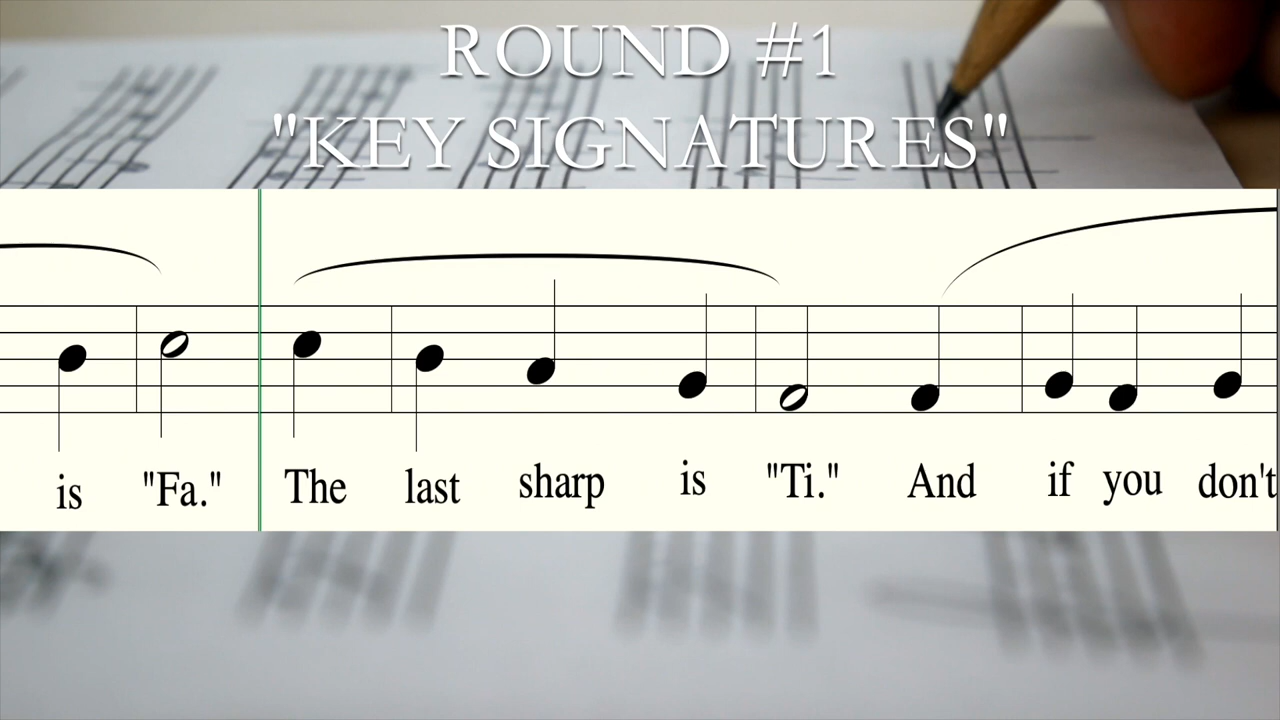 ROUND #1
"KEY SIGNATURES"
is "Fa." The last sharp is "Ti." And if you don't